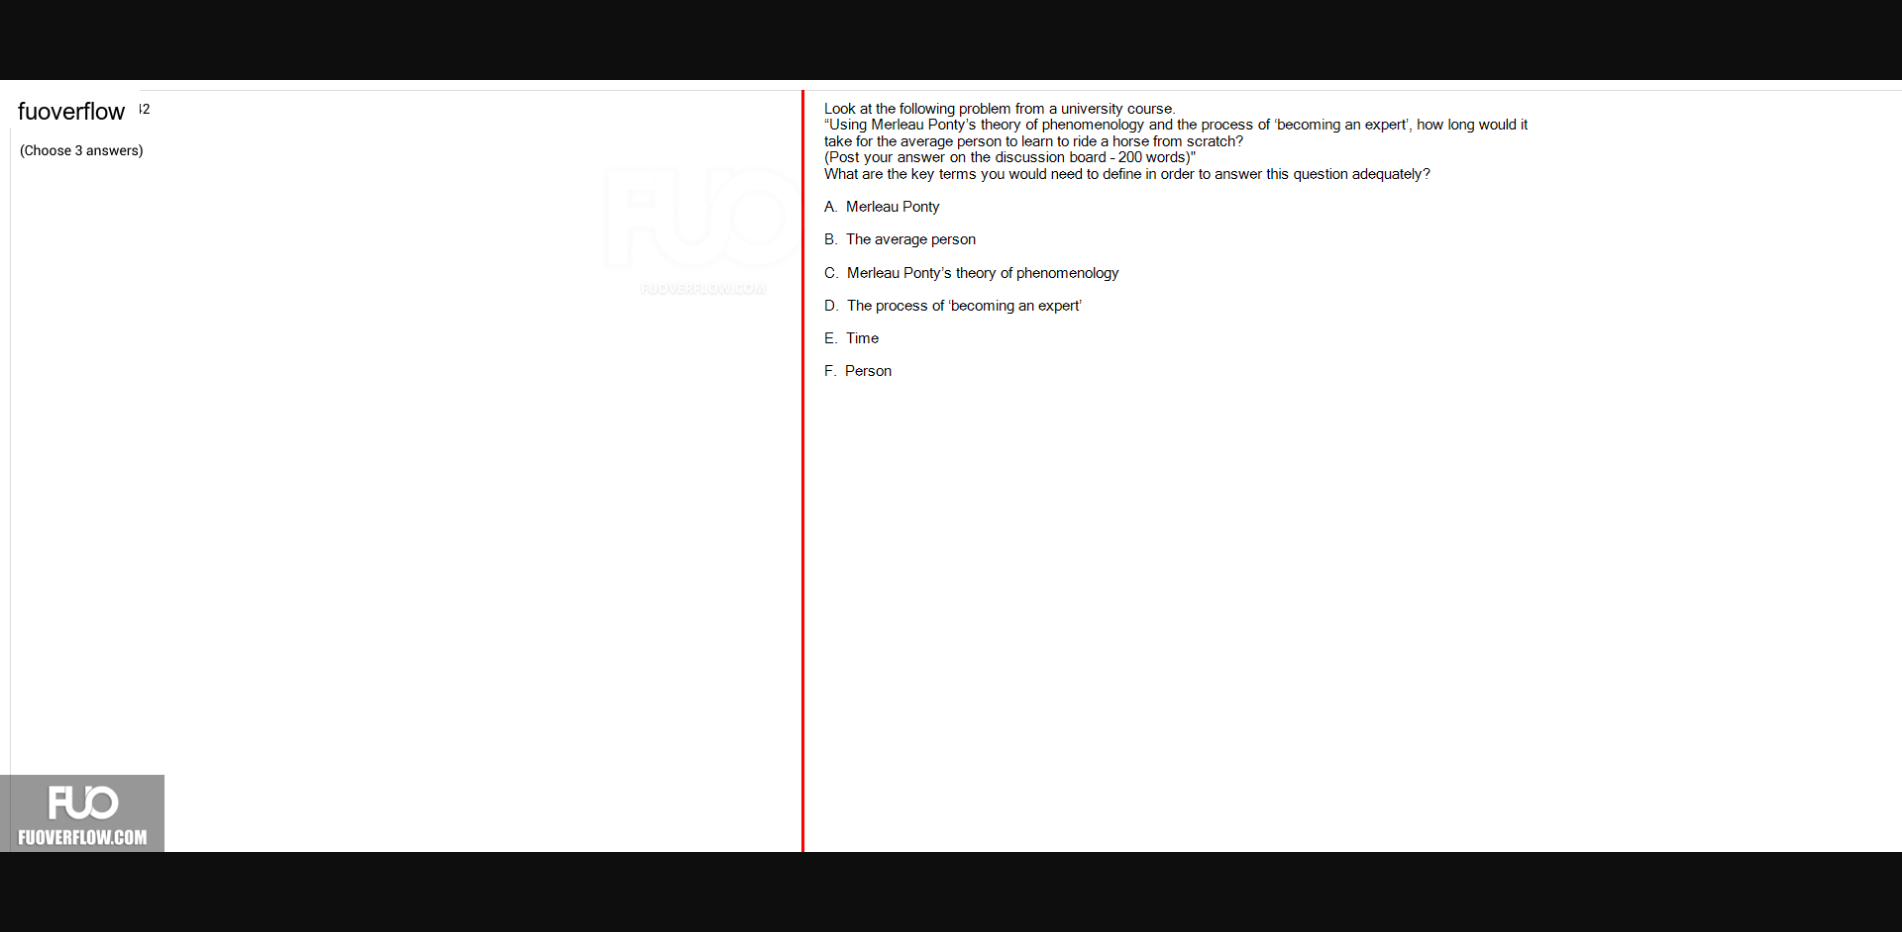 fuoverflow 42
(Choose 3 answers)
FUO
FUOVERFLOW.COM
Look at the following problem from a university course.
“Using Merleau Ponty’s theory of phenomenology and the process of ‘becoming an expert’, how long would it
take for the average person to learn to ride a horse from scratch?
(Post your answer on the discussion board - 200 words)"
What are the key terms you would need to define in order to answer this question adequately?
A. Merleau Ponty
B. The average person
C. Merleau Ponty’s theory of phenomenology
D. The process of ‘becoming an expert’
E. Time
F. Person
FUO
FUOVERFLOW.COM